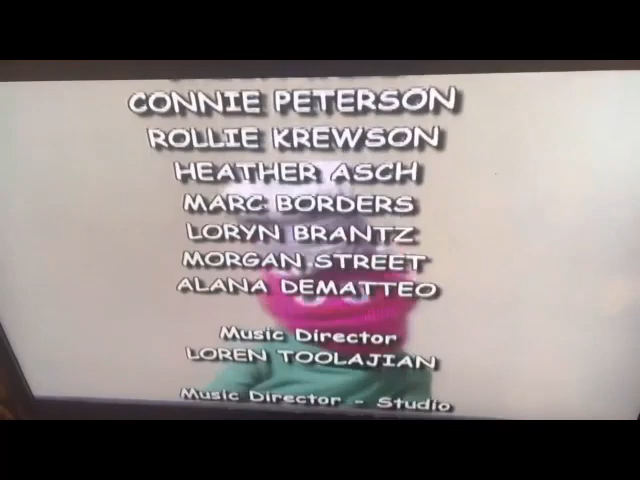 CONNIE PETERSON
ROLLIE KREWSON
HEATHER ASCH
MARC BORDERS
LORYN BRANTZ
MORGAN STREET
ALANA DEMATTEO
Music Director
LOREN TOOLAJIAN
Music Director - Studio